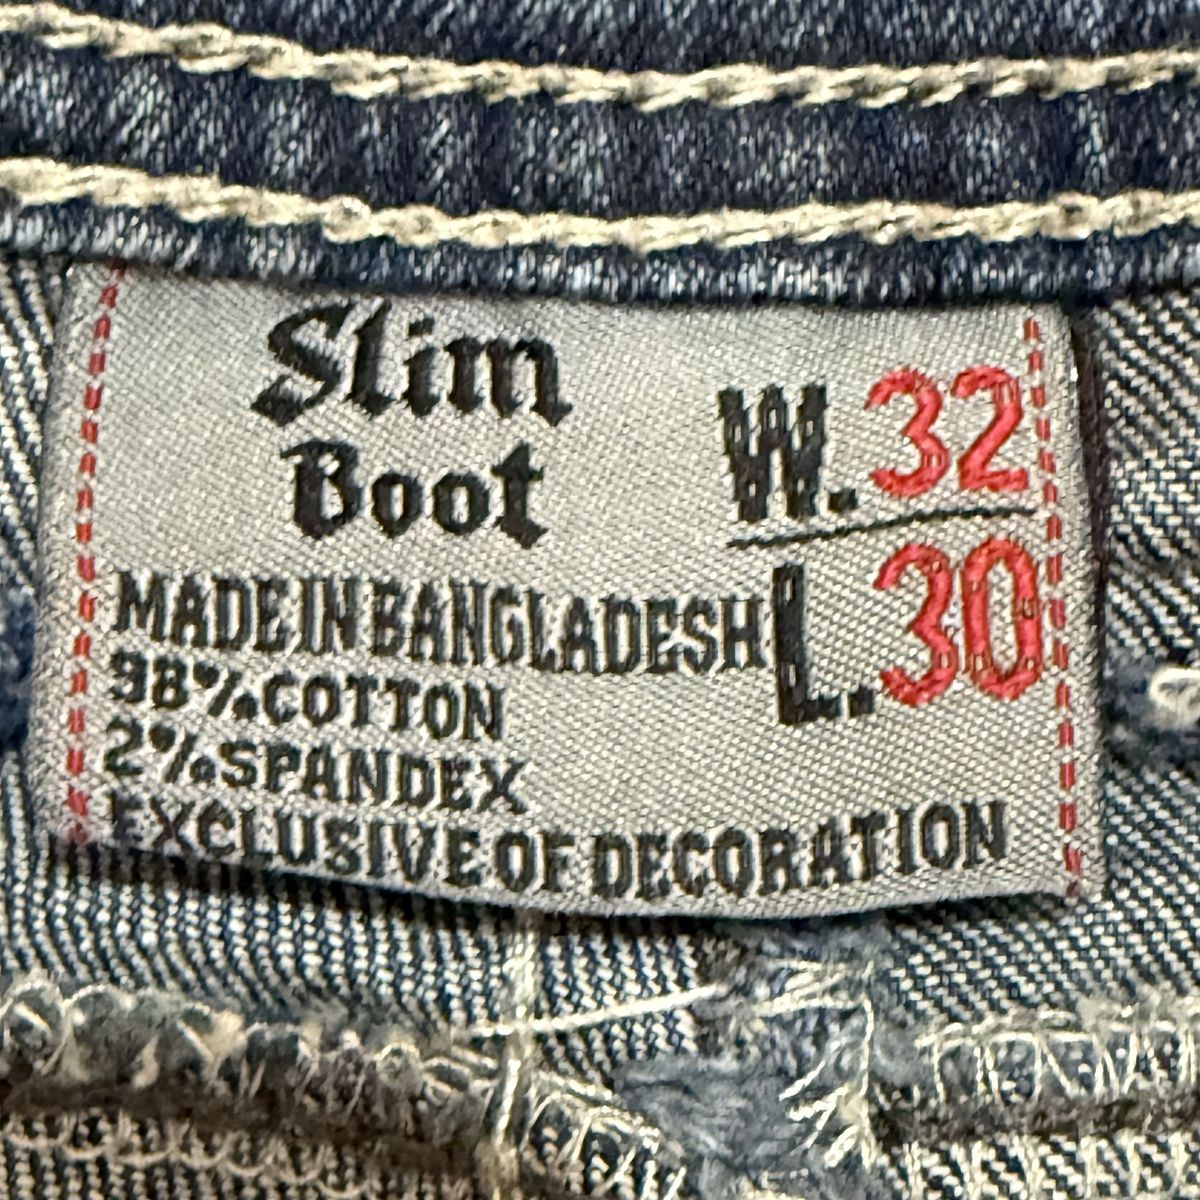 Slim
Boot
W.32
L.30
MADE IN BANGLADESH
98% COTTON
2% SPANDEX
EXCLUSIVE OF DECORATION